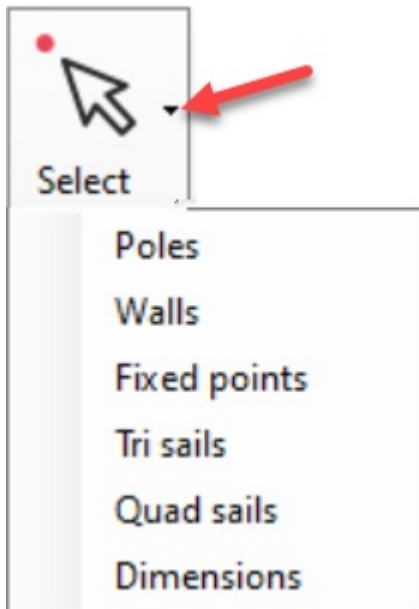 Select
Poles
Walls
Fixed points
Tri sails
Quad sails
Dimensions